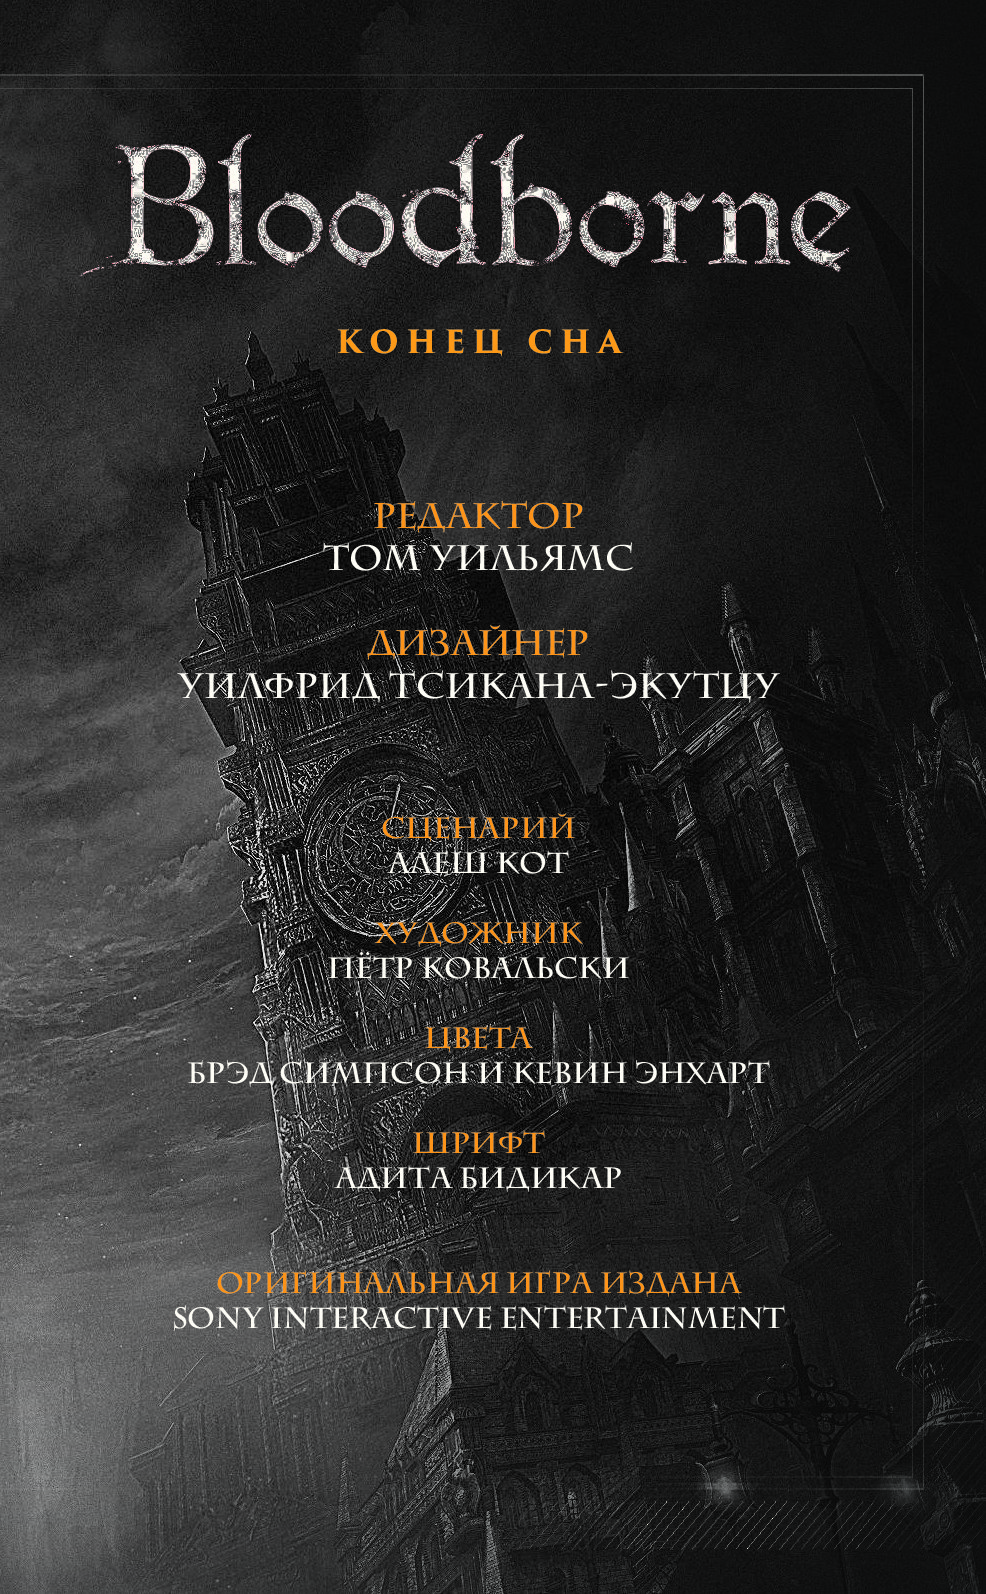 Bloodborne
КОНЕЦ СНА
РЕДАКТОР
ТОМ УИЛЬЯМС
ДИЗАЙНЕР
УИЛФРИД ТСИКАНА-ЭКУТЦУ
СЦЕНАРИЙ
АЛЕШ КОТ
ХУДОЖНИК
ПЁТР КОВАЛЬСКИ
ЦВЕТА
БРЭД СИМПСОН И КЕВИН ЭНХАРТ
ШРИФТ
АДИТА БИДИКАР
ОРИГИНАЛЬНАЯ ИГРА ИЗДАНА
SONY INTERACTIVE ENTERTAINMENT